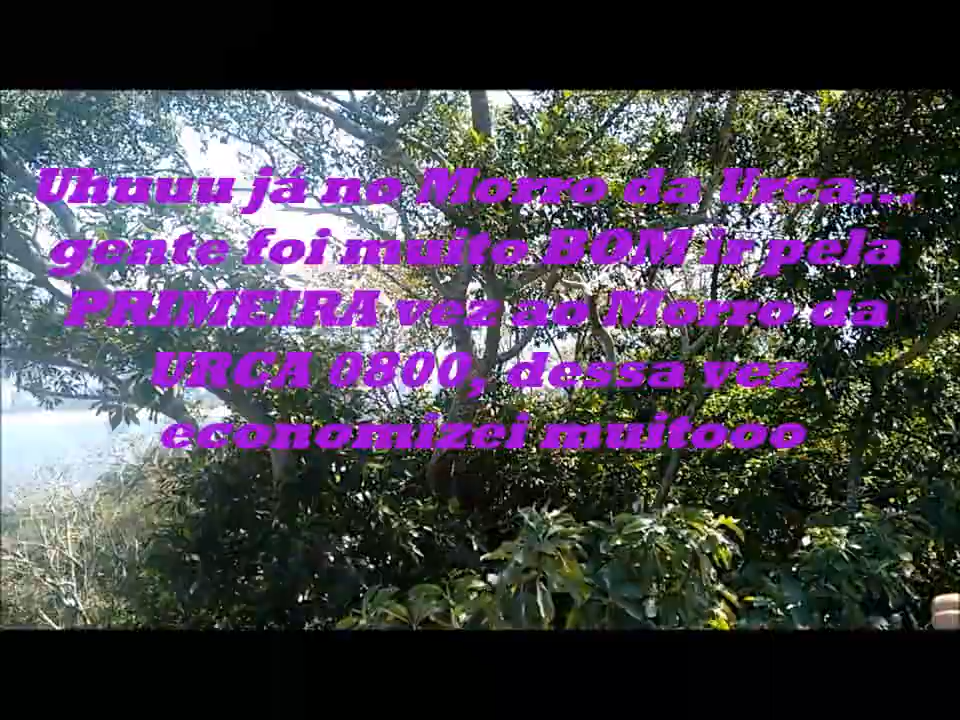 Uhuuu já no Morro da Urca...
gente foi muito BOM ir pela
PRIMEIRA vez ao Morro da
URCA 0800, dessa vez
economizei muitooo